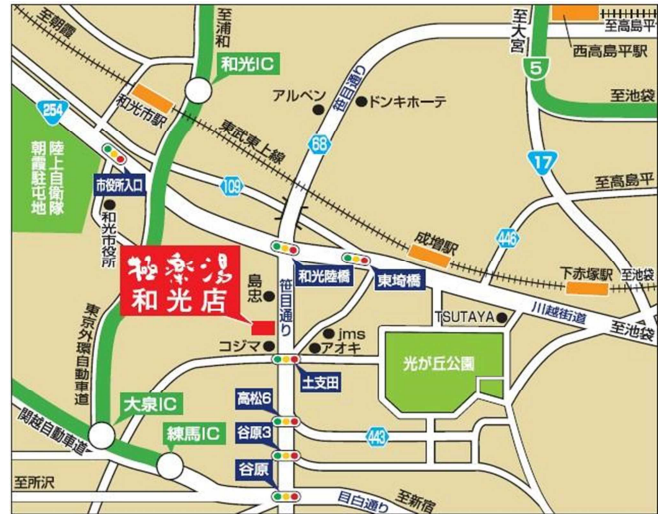 至朝霞
至浦和
和光IC
和光市駅
254
陸上自衛隊
朝霞駐屯地
市役所入口
和光市役所
109
東武東上線
アルペン
ドンキホーテ
笹目通り
68
至大宮
5
至高島平
西高島平駅
至池袋
17
至高島平
446
成増駅
下赤塚駅
至池袋
川越街道
至池袋
和光陸橋
東埼橋
極楽湯
和光店
島忠
笹目通り
コジマ
jms
アオキ
TSUTAYA
光が丘公園
土支田
東京外環自動車道
大泉IC
関越自動車道
練馬IC
高松6
谷原3
谷原
443
至所沢
目白通り
至新宿